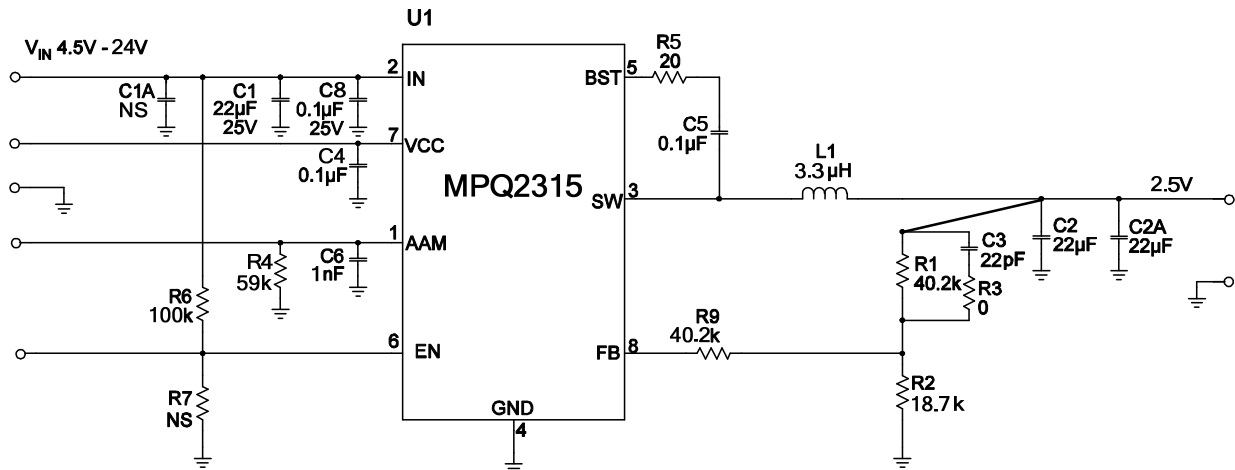 U1
V_IN 4.5V - 24V
2
IN
C1A
NS
C1
22µF
25V
C8
0.1µF
25V
7
VCC
C4
0.1µF
MPQ2315
1
AAM
R4
59k
C6
1nF
R6
100k
6
EN
R7
NS
GND
4
BST
5
R5
20
C5
0.1µF
SW
3
L1
3.3µH
2.5V
C2
22µF
C2A
22µF
R1
40.2k
C3
22pF
R3
0
FB
8
R9
40.2k
R2
18.7k